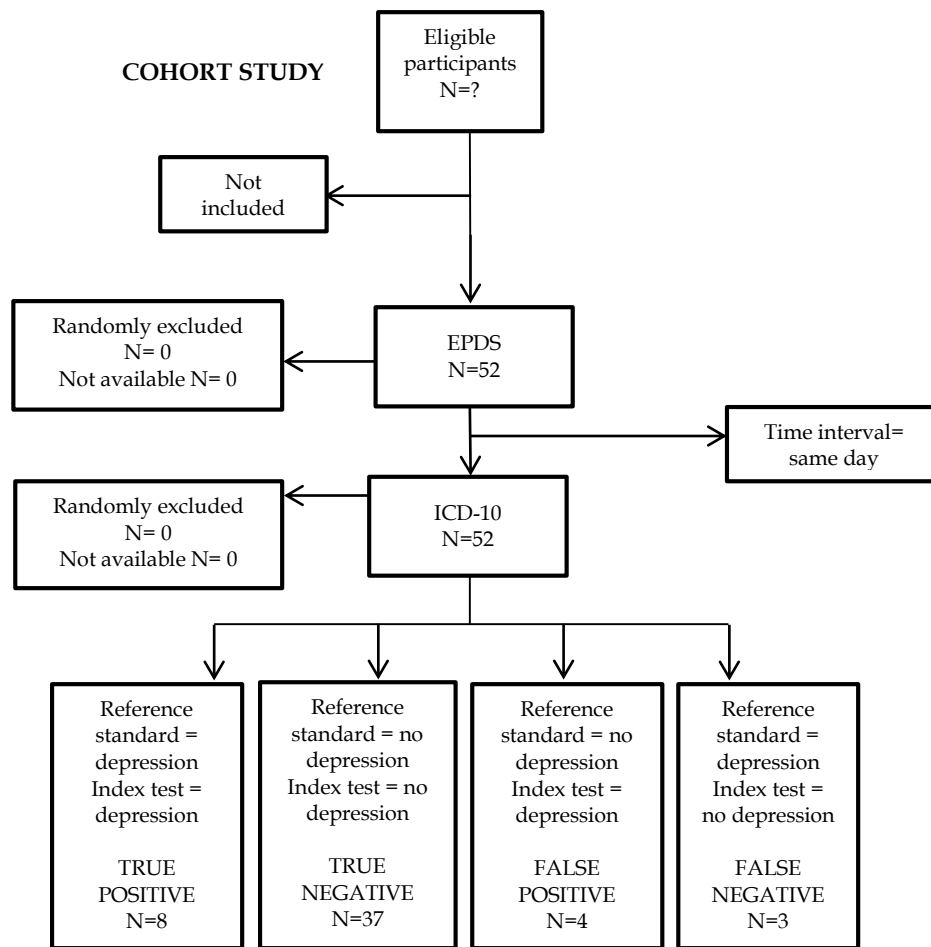 Eligible
participants
N=?
COHORT STUDY
Not
included
Randomly excluded
N= 0
Not available N= 0
EPDS
N=52
Time interval=
same day
Randomly excluded
N= 0
Not available N= 0
ICD-10
N=52
Reference
standard =
depression
Index test =
depression
TRUE
POSITIVE
N=8
Reference
standard = no
depression
Index test = no
depression
TRUE
NEGATIVE
N=37
Reference
standard = no
depression
Index test =
depression
FALSE
POSITIVE
N=4
Reference
standard =
depression
Index test =
no depression
FALSE
NEGATIVE
N=3